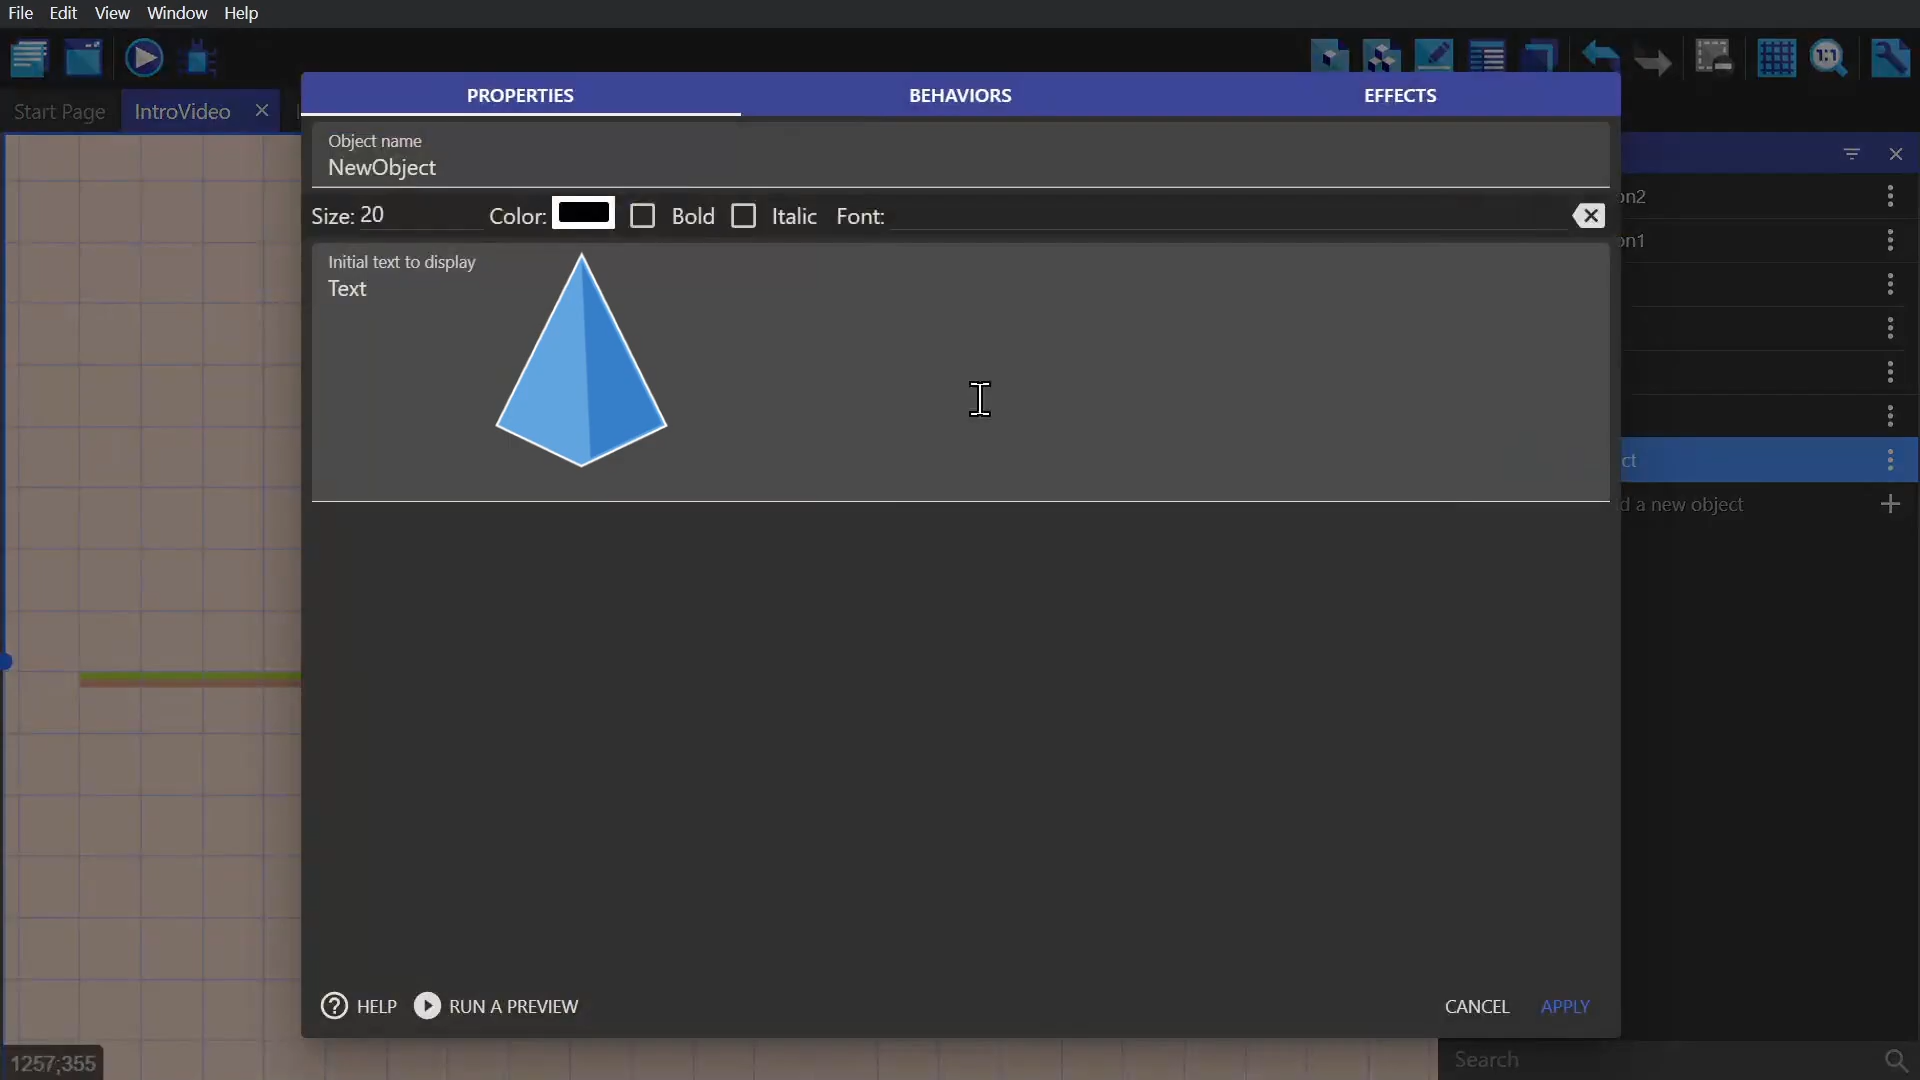 File Edit View Window Help
Start Page IntroVideo
PROPERTIES BEHAVIORS EFFECTS
Object name
NewObject
Size: 20 Color: Bold Italic Font:
Initial text to display
Text
on2
on1
ct
d a new object
1:1
HELP RUN A PREVIEW CANCEL APPLY
1257;355
Search